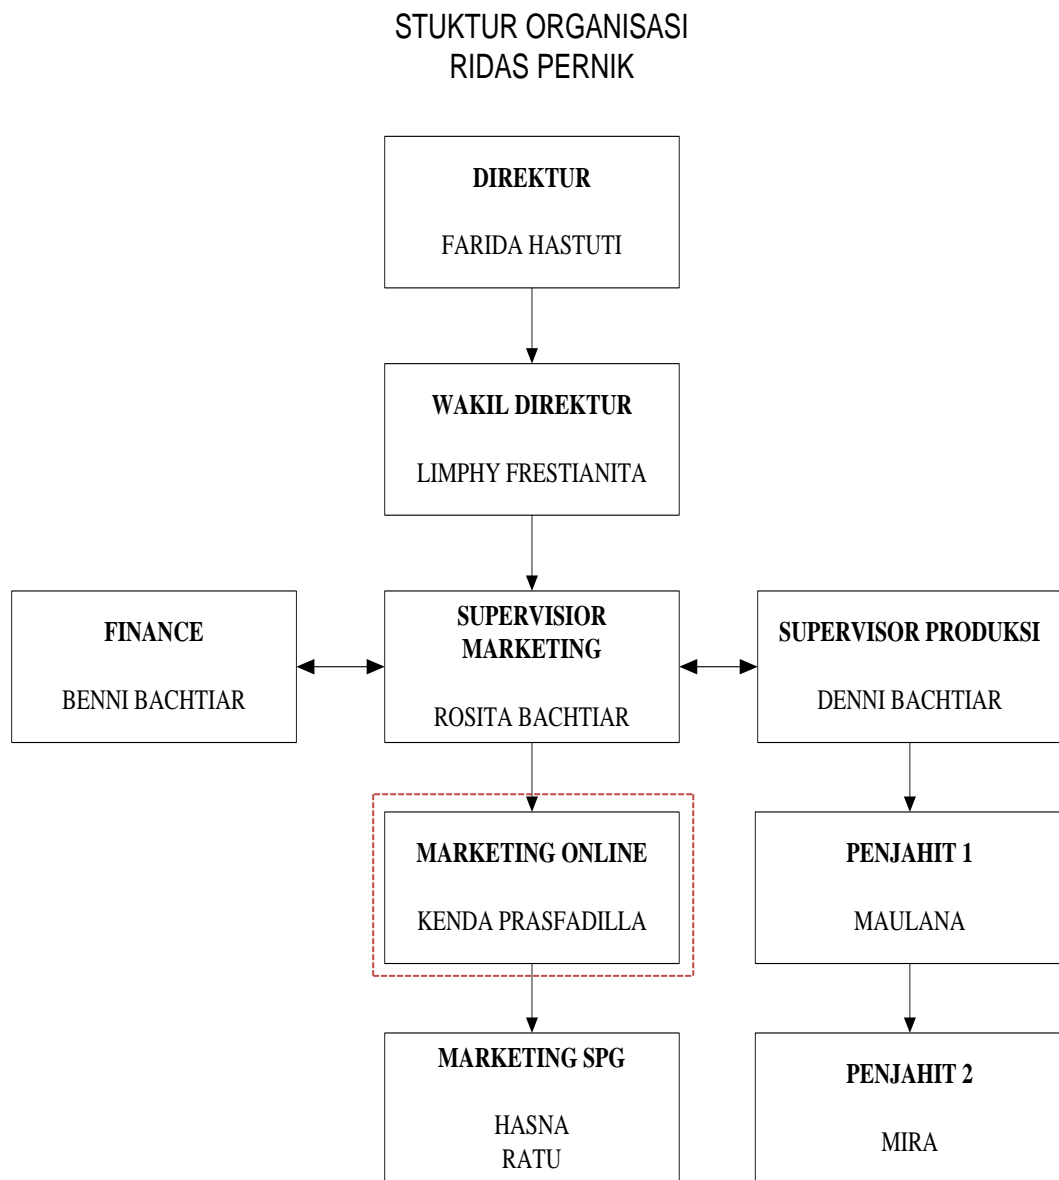 STUKTUR ORGANISASI
RIDAS PERNIK
DIREKTUR
FARIDA HASTUTI
WAKIL DIREKTUR
LIMPHY FRESTIANITA
FINANCE
BENNI BACHTIAR
SUPERVISIOR
MARKETING
ROSITA BACHTIAR
SUPERVISOR PRODUKSI
DENNI BACHTIAR
MARKETING ONLINE
KENDA PRASFADILLA
PENJAHIT 1
MAULANA
MARKETING SPG
HASNA
RATU
PENJAHIT 2
MIRA